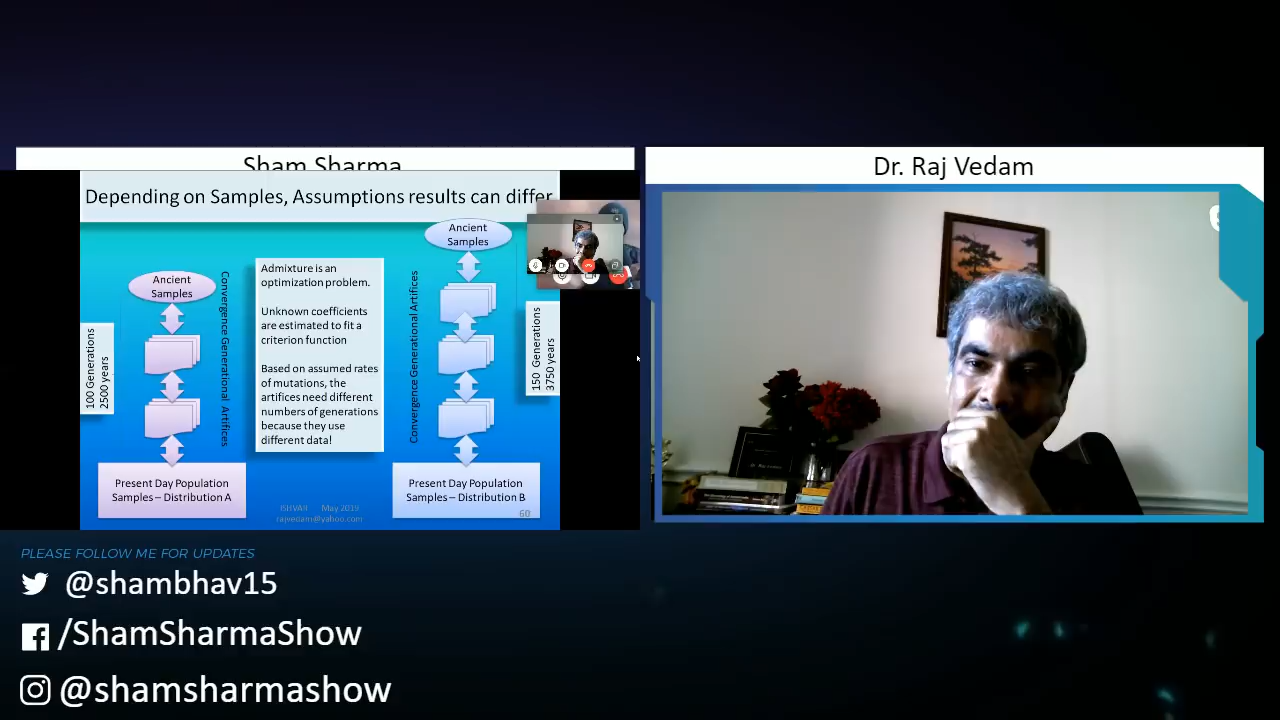 Sham Sharma
Dr. Raj Vedam
Depending on Samples, Assumptions results can differ
Ancient
Samples
100 Generations
2500 years
Convergence Generational Artifices
Present Day Population
Samples – Distribution A
Admixture is an
optimization problem.
Unknown coefficients
are estimated to fit a
criterion function
Based on assumed rates
of mutations, the
artifices need different
numbers of generations
because they use
different data!
Ancient
Samples
Convergence Generational Artifices
150 Generations
3750 years
Present Day Population
Samples – Distribution B
ISHVAR May 2019
rajvedam@yahoo.com
60
PLEASE FOLLOW ME FOR UPDATES
@shambhav15
/ShamSharmaShow
@shamsharmashow